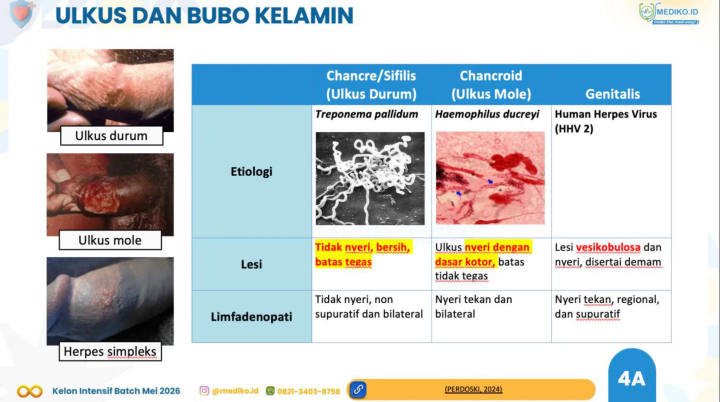 ULKUS DAN BUBO KELAMIN
MEDIKO.ID
Ulkus durum
Ulkus mole
Herpes simpleks
Chancre/Sifilis
(Ulkus Durum)
Chancroid
(Ulkus Mole)
Genitalis
Etiologi
Treponema pallidum
Haemophilus ducreyi
Human Herpes Virus
(HHV 2)
Lesi
Tidak nyeri, bersih,
batas tegas
Ulkus nyeri dengan
dasar kotor, batas
tidak tegas
Lesi vesikobulosa dan
nyeri, disertai demam
Limfadenopati
Tidak nyeri, non
supuratif dan bilateral
Nyeri tekan dan
bilateral
Nyeri tekan, regional,
dan supuratif
Kelon Intensif Batch Mei 2026
@mediko.id
0821-3403-8758
(PERDOSKI, 2024)
4A